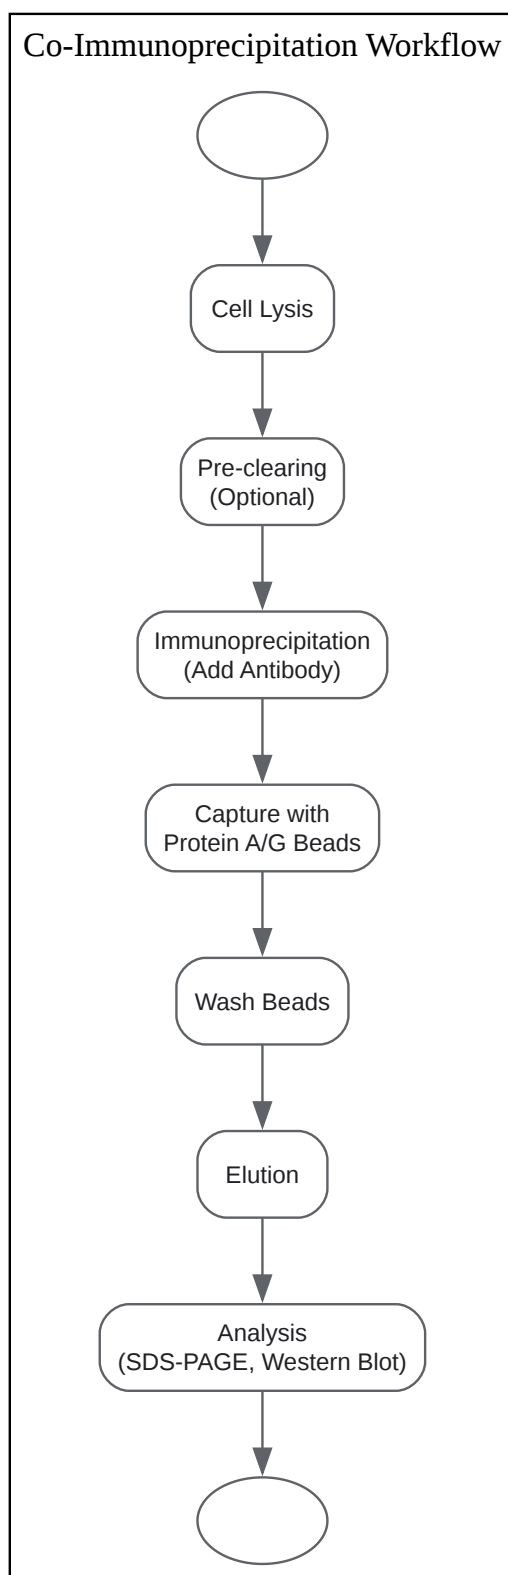 Co-Immunoprecipitation Workflow
Cell Lysis
Pre-clearing
(Optional)
Immunoprecipitation
(Add Antibody)
Capture with
Protein A/G Beads
Wash Beads
Elution
Analysis
(SDS-PAGE, Western Blot)